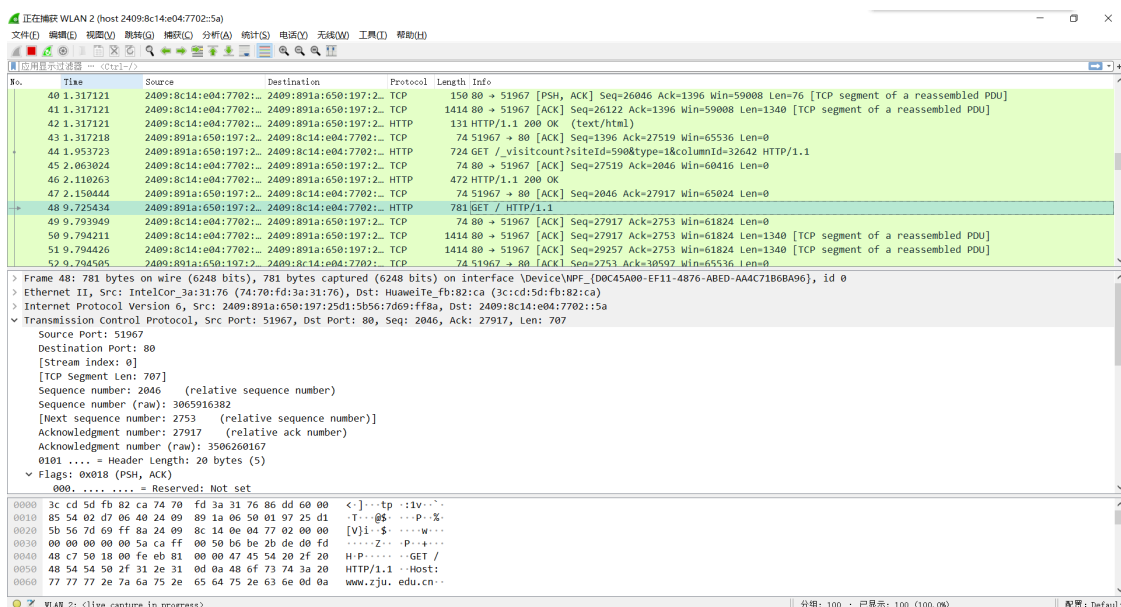 正在捕获 WLAN 2 (host 2409:8c14:e04:7702::5a)
文件(F) 编辑(E) 视图(V) 跳转(G) 捕获(C) 分析(A) 统计(S) 电话(Y) 无线(W) 工具(T) 帮助(H)
应用显示过滤器 … <Ctrl-/>
No. Time Source Destination Protocol Length Info
40 1.317121 2409:8c14:e04:7702:… 2409:891a:650:197:2… TCP 150 80 → 51967 [PSH, ACK] Seq=26046 Ack=1396 Win=59008 Len=76 [TCP segment of a reassembled PDU]
41 1.317121 2409:8c14:e04:7702:… 2409:891a:650:197:2… TCP 1414 80 → 51967 [ACK] Seq=26122 Ack=1396 Win=59008 Len=1340 [TCP segment of a reassembled PDU]
42 1.317121 2409:8c14:e04:7702:… 2409:891a:650:197:2… HTTP 131 HTTP/1.1 200 OK (text/html)
43 1.317218 2409:891a:650:197:2… 2409:8c14:e04:7702:… TCP 74 51967 → 80 [ACK] Seq=1396 Ack=27519 Win=65536 Len=0
44 1.953723 2409:891a:650:197:2… 2409:8c14:e04:7702:… HTTP 724 GET /_visitcount?siteId=590&type=1&columnId=32642 HTTP/1.1
45 2.063024 2409:8c14:e04:7702:… 2409:891a:650:197:2… TCP 74 80 → 51967 [ACK] Seq=27519 Ack=2046 Win=60416 Len=0
46 2.110263 2409:8c14:e04:7702:… 2409:891a:650:197:2… HTTP 472 HTTP/1.1 200 OK
47 2.150444 2409:891a:650:197:2… 2409:8c14:e04:7702:… TCP 74 51967 → 80 [ACK] Seq=2046 Ack=27917 Win=65024 Len=0
48 9.725434 2409:891a:650:197:2… 2409:8c14:e04:7702:… HTTP 781 GET / HTTP/1.1
49 9.793949 2409:8c14:e04:7702:… 2409:891a:650:197:2… TCP 74 80 → 51967 [ACK] Seq=27917 Ack=2753 Win=61824 Len=0
50 9.794211 2409:8c14:e04:7702:… 2409:891a:650:197:2… TCP 1414 80 → 51967 [ACK] Seq=27917 Ack=2753 Win=61824 Len=1340 [TCP segment of a reassembled PDU]
51 9.794426 2409:8c14:e04:7702:… 2409:891a:650:197:2… TCP 1414 80 → 51967 [ACK] Seq=29257 Ack=2753 Win=61824 Len=1340 [TCP segment of a reassembled PDU]
52 9.794505 2409:891a:650:197:2… 2409:8c14:e04:7702:… TCP 74 51967 → 80 [ACK] Seq=2753 Ack=30597 Win=65536 Len=0
Frame 48: 781 bytes on wire (6248 bits), 781 bytes captured (6248 bits) on interface \Device\NPF_{D0C45A00-EF11-4876-ABED-AA4C71B6BA96}, id 0
Ethernet II, Src: IntelCor_3a:31:76 (74:70:fd:3a:31:76), Dst: HuaweiTe_fb:82:ca (3c:cd:5d:fb:82:ca)
Internet Protocol Version 6, Src: 2409:891a:650:197:25d1:5b56:7d69:ff8a, Dst: 2409:8c14:e04:7702::5a
Transmission Control Protocol, Src Port: 51967, Dst Port: 80, Seq: 2046, Ack: 27917, Len: 707
Source Port: 51967
Destination Port: 80
[Stream index: 0]
[TCP Segment Len: 707]
Sequence number: 2046 (relative sequence number)
Sequence number (raw): 3065916382
[Next sequence number: 2753 (relative sequence number)]
Acknowledgment number: 27917 (relative ack number)
Acknowledgment number (raw): 3506260167
0101 .... = Header Length: 20 bytes (5)
Flags: 0x018 (PSH, ACK)
000. .... .... = Reserved: Not set
0000 3c cd 5d fb 82 ca 74 70 fd 3a 31 76 86 dd 60 00 <·]···tp ·:1v··`·
0010 85 54 02 d7 06 40 24 09 89 1a 06 50 01 97 25 d1 ·T···@$· ···P··%·
0020 5b 56 7d 69 ff 8a 24 09 8c 14 0e 04 77 02 00 00 [V}i··$· ····w···
0030 00 00 00 00 00 5a ca ff 00 50 b6 be 2b de d0 fd ·····Z·· ·P··+···
0040 48 c7 50 18 00 fe eb 81 00 00 47 45 54 20 2f 20 H·P····· ··GET /
0050 48 54 54 50 2f 31 2e 31 0d 0a 48 6f 73 74 3a 20 HTTP/1.1 ··Host:
0060 77 77 77 2e 7a 6a 75 2e 65 64 75 2e 63 6e 0d 0a www.zju. edu.cn··
WLAN 2: <live capture in progress> 分组: 100 · 已显示: 100 (100.0%) 配置: Defaul